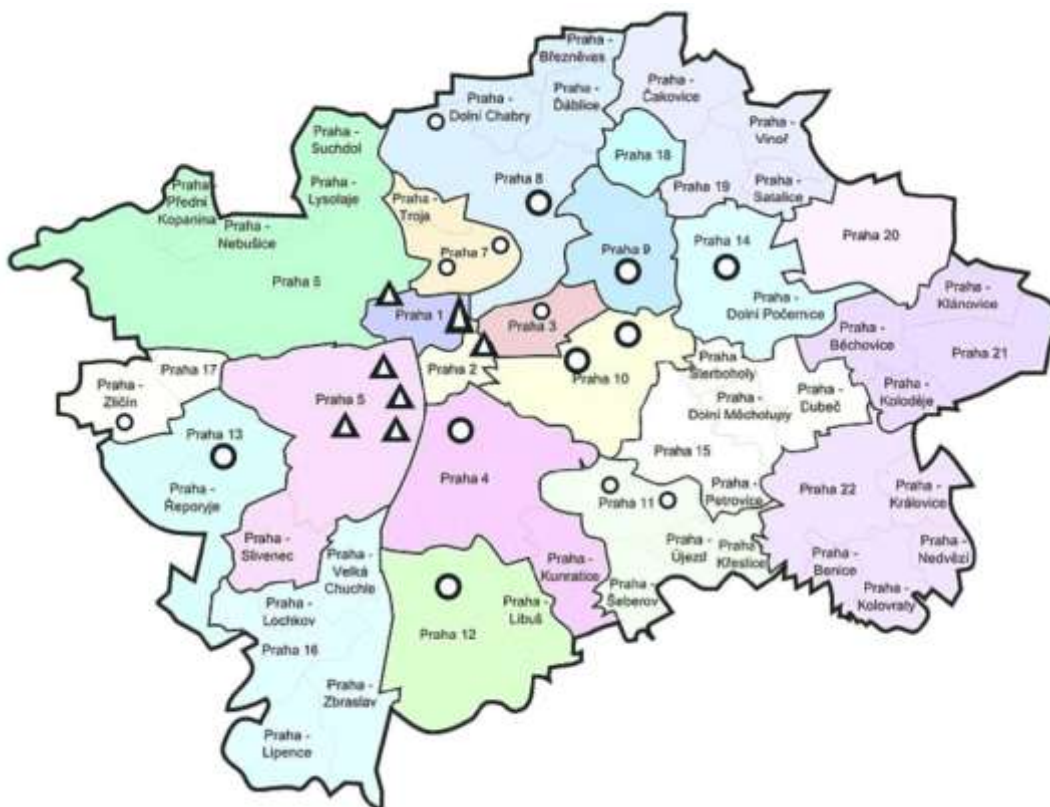 Praha -
Březněves
Praha -
Čakovice
Praha -
Ďáblice
Praha -
Dolní Chabry
Praha -
Vinoř
Praha -
Suchdol
Praha 18
Praha 8
Praha 19
Praha -
Satalice
Praha -
Přední
Kopanina
Praha -
Lysolaje
Praha -
Troja
Praha -
Nebušice
Praha 7
Praha 9
Praha 14
Praha 20
Praha 6
Praha -
Klánovice
Praha 1
Praha 3
Praha -
Dolní Počernice
Praha -
Běchovice
Praha 21
Praha 17
Praha 2
Praha 10
Praha -
Štěrboholy
Praha -
Zličín
Praha 5
Praha -
Dolní Měcholupy
Praha -
Dubeč
Praha -
Koloděje
Praha 13
Praha 15
Praha 4
Praha -
Řeporyje
Praha 11
Praha -
Petrovice
Praha 22
Praha -
Královice
Praha -
Slivenec
Praha -
Velká
Chuchle
Praha -
Kunratice
Praha -
Újezd
Praha -
Křeslice
Praha -
Nedvězí
Praha -
Benice
Praha -
Šeberov
Praha -
Kolovraty
Praha -
Lochkov
Praha -
Libuš
Praha 12
Praha 16
Praha -
Zbraslav
Praha -
Lipence